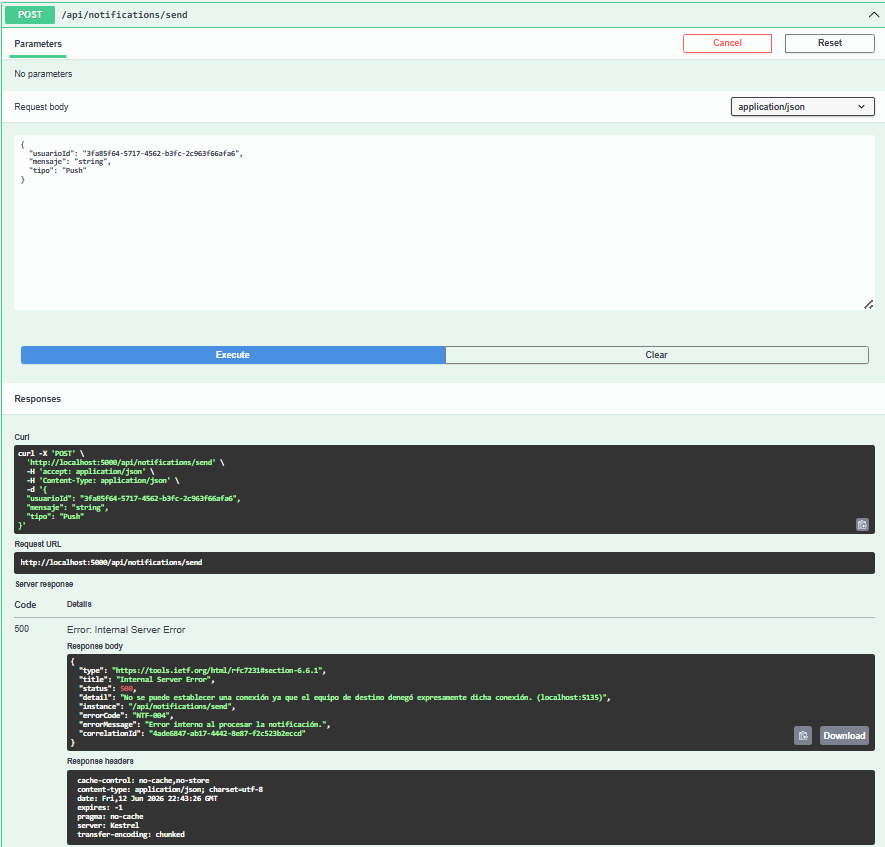 POST /api/notifications/send
Parameters Cancel Reset
No parameters
Request body application/json
{
"usuarioId": "3fa85f64-5717-4562-b3fc-2c963f66afa6",
"mensaje": "string",
"tipo": "Push"
}
Execute Clear
Responses
Curl
curl -X 'POST' \
'http://localhost:5000/api/notifications/send' \
-H 'accept: application/json' \
-H 'Content-Type: application/json' \
-d '{
"usuarioId": "3fa85f64-5717-4562-b3fc-2c963f66afa6",
"mensaje": "string",
"tipo": "Push"
}'
Request URL
http://localhost:5000/api/notifications/send
Server response
Code Details
500 Error: Internal Server Error
Response body
{
"type": "https://tools.ietf.org/html/rfc7231#section-6.6.1",
"title": "Internal Server Error",
"status": 500,
"detail": "No se puede establecer una conexión ya que el equipo de destino denegó expresamente dicha conexión. (localhost:5135)",
"instance": "/api/notifications/send",
"errorCode": "NTF-004",
"errorMessage": "Error interno al procesar la notificación.",
"correlationId": "4ade6847-ab17-4442-8e87-f2c523b2eccd"
}
Download
Response headers
cache-control: no-cache,no-store
content-type: application/json; charset=utf-8
date: Fri,12 Jun 2026 22:43:26 GMT
expires: -1
pragma: no-cache
server: Kestrel
transfer-encoding: chunked